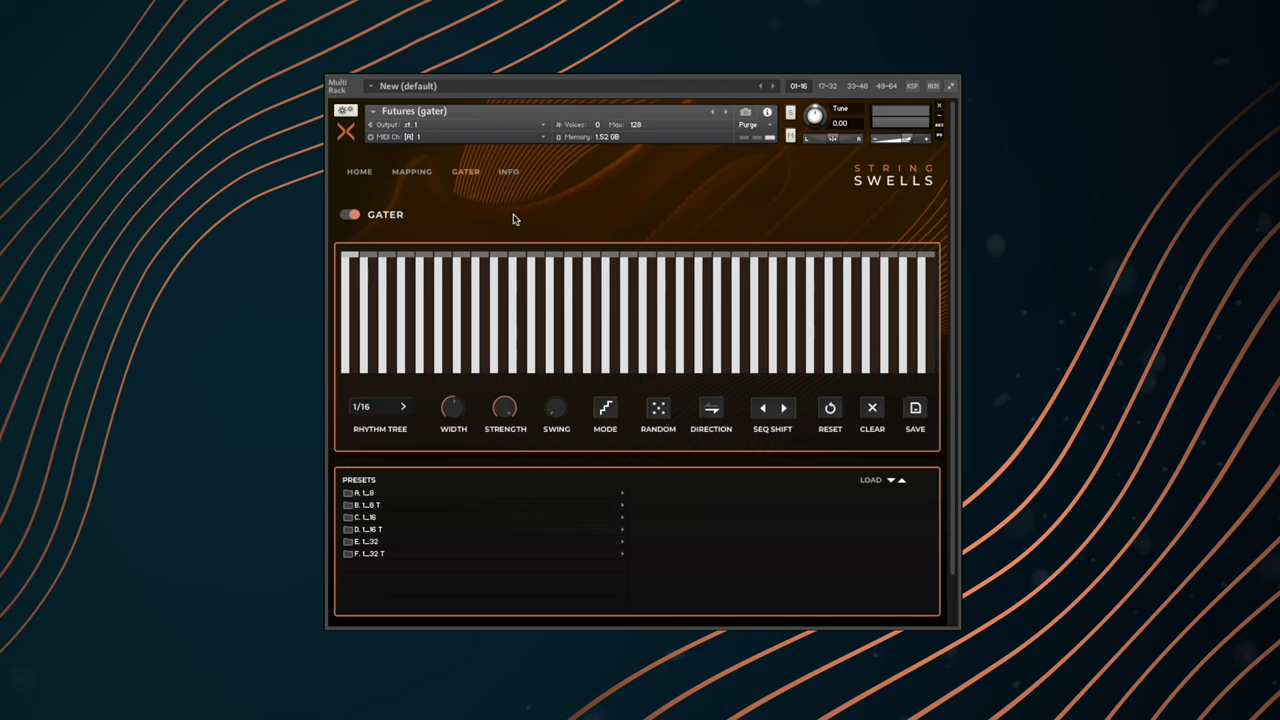 Multi
Rack
New (default)
01-16 17-32 33-48 49-64 KSP AUX
Futures (gater)
Output: st.1
Voices: 0 Max: 128
Purge
MIDI Ch: [A] 1
Memory: 1.52 GB
S
M
Tune
0.00
L R
- +
AUX
PV
HOME MAPPING GATER INFO
STRING
SWELLS
GATER
1/16
RHYTHM TREE WIDTH STRENGTH SWING MODE RANDOM DIRECTION SEQ SHIFT RESET CLEAR SAVE
PRESETS
LOAD
A. 1_8
B. 1_8 T
C. 1_16
D. 1_16 T
E. 1_32
F. 1_32 T